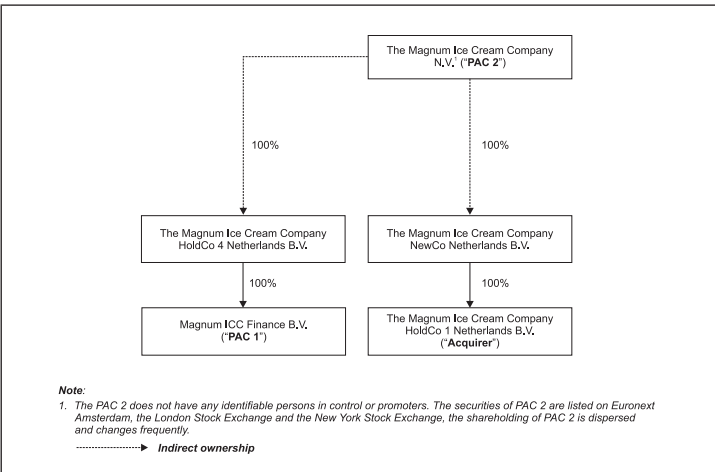 The Magnum Ice Cream Company
N.V.¹ (“PAC 2”)
100%
100%
The Magnum Ice Cream Company
HoldCo 4 Netherlands B.V.
The Magnum Ice Cream Company
NewCo Netherlands B.V.
100%
100%
Magnum ICC Finance B.V.
(“PAC 1”)
The Magnum Ice Cream Company
HoldCo 1 Netherlands B.V.
(“Acquirer”)
Note:
1. The PAC 2 does not have any identifiable persons in control or promoters. The securities of PAC 2 are listed on Euronext
Amsterdam, the London Stock Exchange and the New York Stock Exchange, the shareholding of PAC 2 is dispersed
and changes frequently.
Indirect ownership